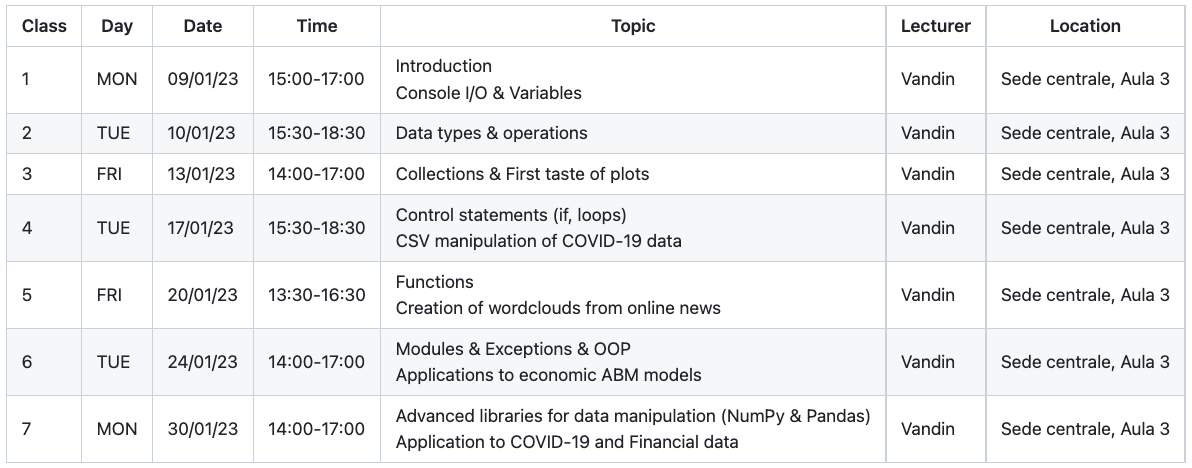 Class Day Date Time Topic Lecturer Location
1 MON 09/01/23 15:00-17:00 Introduction Vandin Sede centrale, Aula 3
Console I/O & Variables
2 TUE 10/01/23 15:30-18:30 Data types & operations Vandin Sede centrale, Aula 3
3 FRI 13/01/23 14:00-17:00 Collections & First taste of plots Vandin Sede centrale, Aula 3
4 TUE 17/01/23 15:30-18:30 Control statements (if, loops) Vandin Sede centrale, Aula 3
CSV manipulation of COVID-19 data
5 FRI 20/01/23 13:30-16:30 Functions Vandin Sede centrale, Aula 3
Creation of wordclouds from online news
6 TUE 24/01/23 14:00-17:00 Modules & Exceptions & OOP Vandin Sede centrale, Aula 3
Applications to economic ABM models
7 MON 30/01/23 14:00-17:00 Advanced libraries for data manipulation (NumPy & Pandas) Vandin Sede centrale, Aula 3
Application to COVID-19 and Financial data